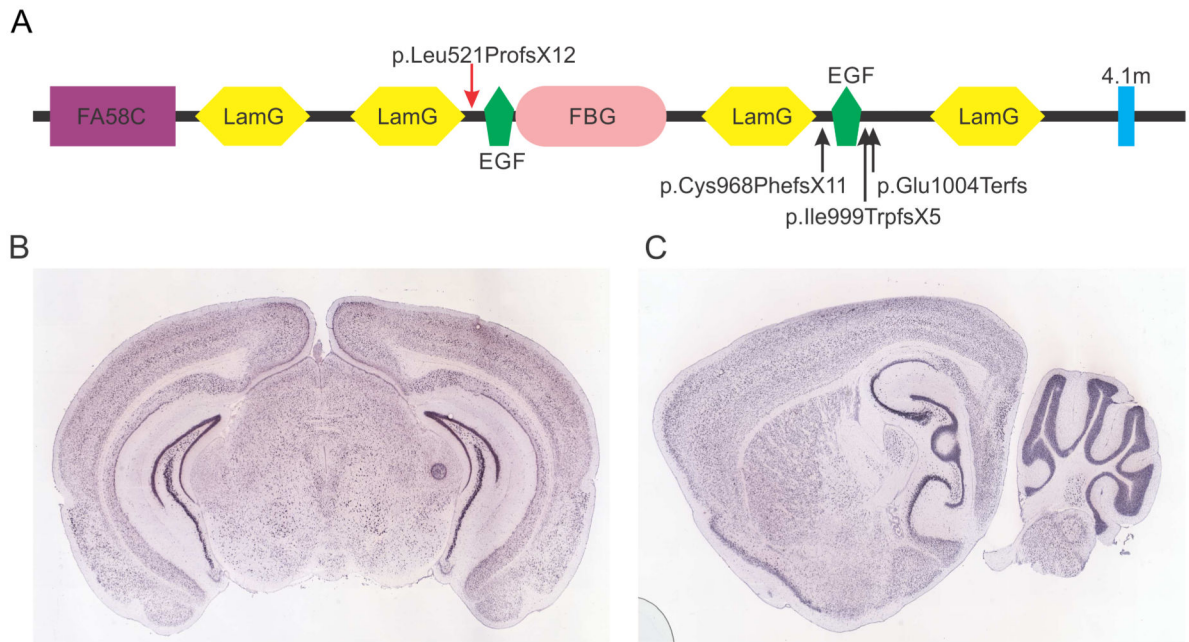 A
p.Leu521ProfsX12
EGF
4.1m
FA58C
LamG
LamG
FBG
LamG
LamG
EGF
p.Cys968PhefsX11
p.Glu1004Terfs
p.Ile999TrpfsX5
B
C